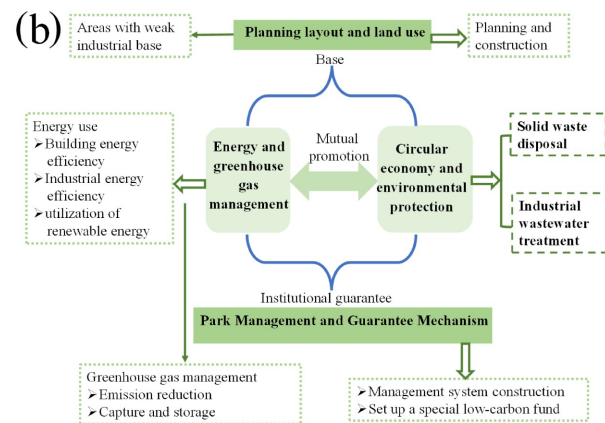 (b)
Areas with weak
industrial base
Planning layout and land use
Planning and
construction
Base
Energy use
➢Building energy
efficiency
➢Industrial energy
efficiency
➢utilization of
renewable energy
Energy and
greenhouse
gas
management
Mutual
promotion
Circular
economy and
environmental
protection
Solid waste
disposal
Industrial
wastewater
treatment
Institutional guarantee
Park Management and Guarantee Mechanism
Greenhouse gas management
➢Emission reduction
➢Capture and storage
➢Management system construction
➢Set up a special low-carbon fund